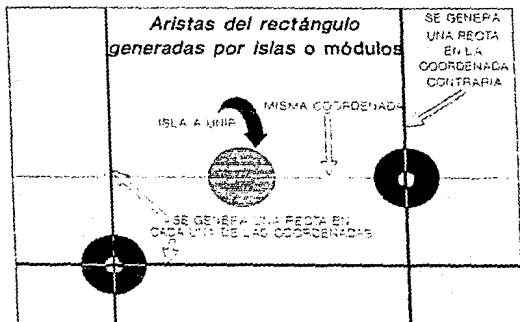 Aristas del rectángulo
generadas por islas o módulos
SE GENERA
UNA RECTA
EN LA
COORDENADA
CONTRARIA
MISMA COORDENADA
ISLA A UNIR
SE GENERA UNA RECTA EN
CADA UNA DE LAS COORDENADAS